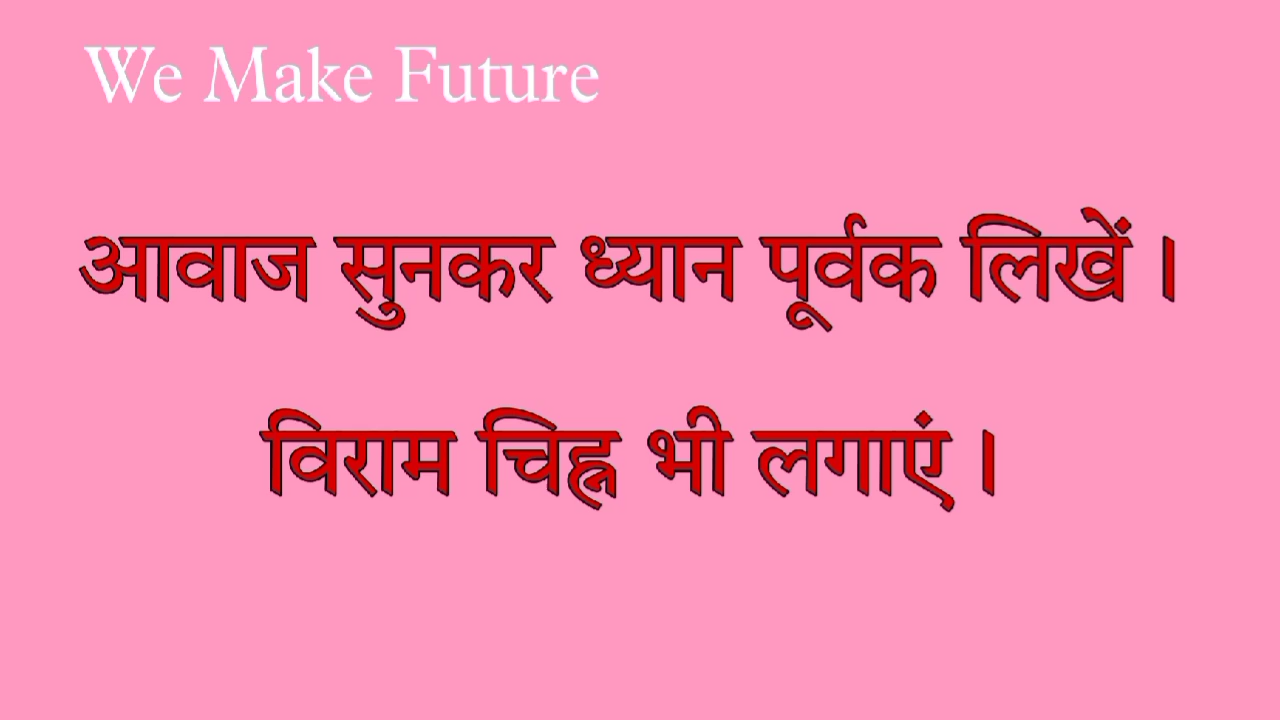 We Make Future
आवाज सुनकर ध्यान पूर्वक लिखें।
विराम चिह्न भी लगाएं।